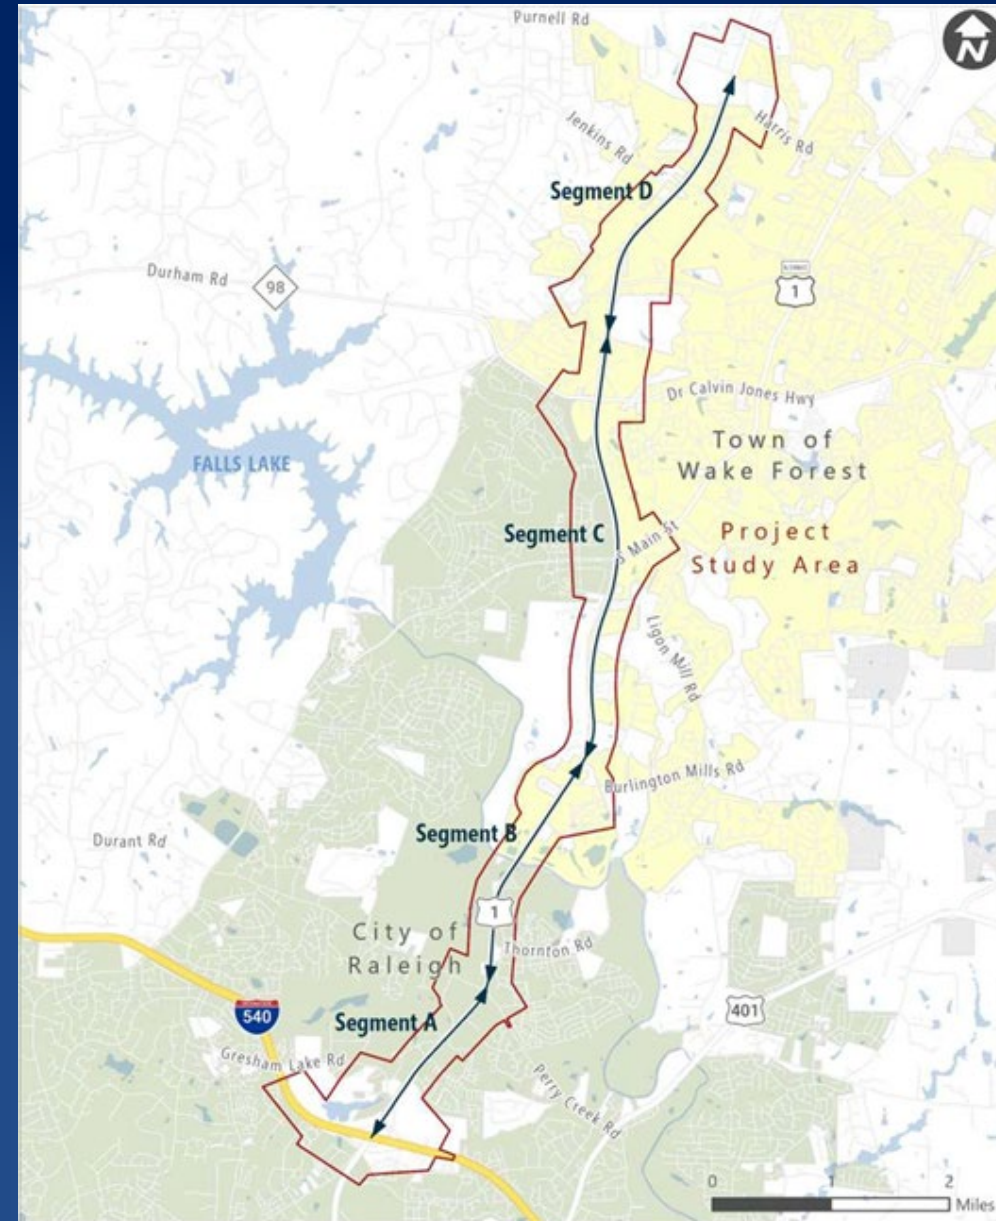 Purnell Rd
N
Jenkins Rd
Harris Rd
Segment D
Durham Rd
98
1
Dr Calvin Jones Hwy
Town of
Wake Forest
FALLS LAKE
Segment C
S Main St
Project
Study Area
Ligon Mill Rd
Burlington Mills Rd
Segment B
Durant Rd
1
City of
Raleigh
Thornton Rd
540
401
Segment A
Gresham Lake Rd
Perry Creek Rd
0 1 2
Miles